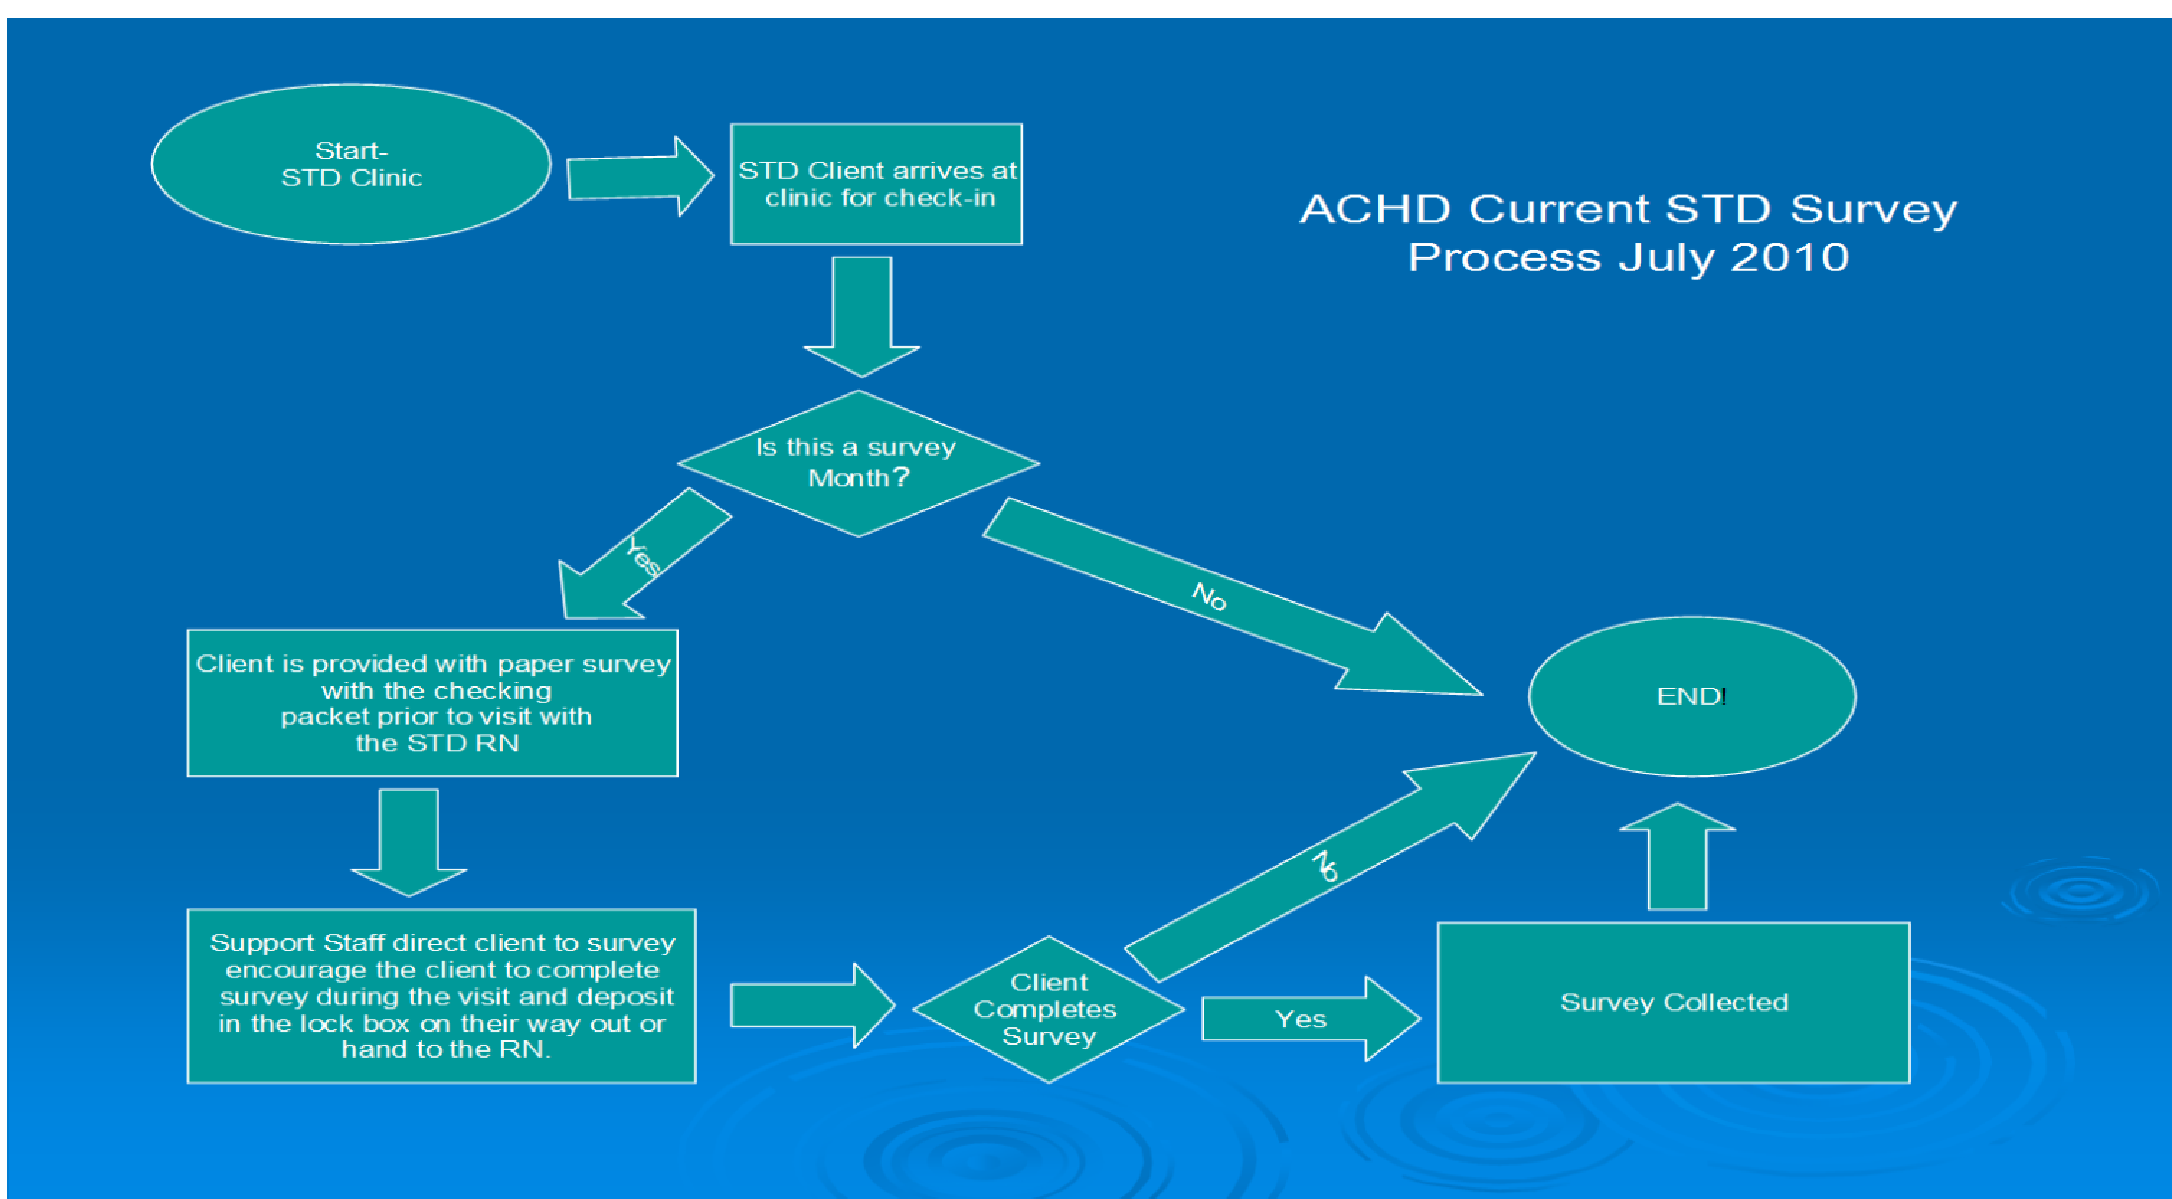 Start-
STD Clinic
STD Client arrives at
clinic for check-in
ACHD Current STD Survey
Process July 2010
Is this a survey
Month?
Yes
No
Client is provided with paper survey
with the checking
packet prior to visit with
the STD RN
END!
Support Staff direct client to survey
encourage the client to complete
survey during the visit and deposit
in the lock box on their way out or
hand to the RN.
Client
Completes
Survey
No
Yes
Survey Collected